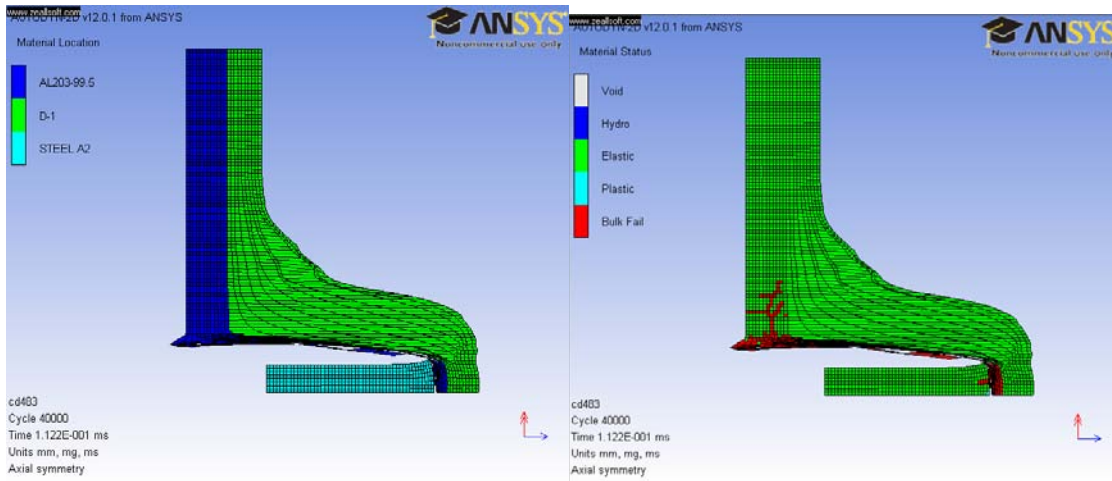 www.zeallsoft.com
AUTODYN-2D v12.0.1 from ANSYS
ANSYS
Noncommercial use only
Material Location
AL203-99.5
D-1
STEEL A2
cd483
Cycle 40000
Time 1.122E-001 ms
Units mm, mg, ms
Axial symmetry
www.zeallsoft.com
AUTODYN-2D v12.0.1 from ANSYS
ANSYS
Noncommercial use only
Material Status
Void
Hydro
Elastic
Plastic
Bulk Fail
cd483
Cycle 40000
Time 1.122E-001 ms
Units mm, mg, ms
Axial symmetry